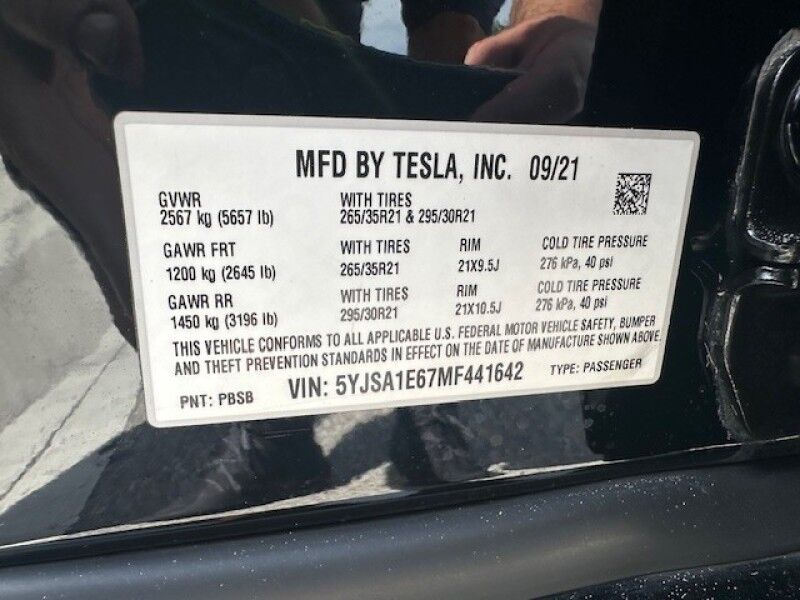 MFD BY TESLA, INC. 09/21
GVWR WITH TIRES
2567 kg (5657 lb) 265/35R21 & 295/30R21
GAWR FRT WITH TIRES RIM COLD TIRE PRESSURE
1200 kg (2645 lb) 265/35R21 21X9.5J 276 kPa, 40 psi
GAWR RR WITH TIRES RIM COLD TIRE PRESSURE
1450 kg (3196 lb) 295/30R21 21X10.5J 276 kPa, 40 psi
THIS VEHICLE CONFORMS TO ALL APPLICABLE U.S. FEDERAL MOTOR VEHICLE SAFETY, BUMPER
AND THEFT PREVENTION STANDARDS IN EFFECT ON THE DATE OF MANUFACTURE SHOWN ABOVE.
PNT: PBSB VIN: 5YJSA1E67MF441642 TYPE: PASSENGER